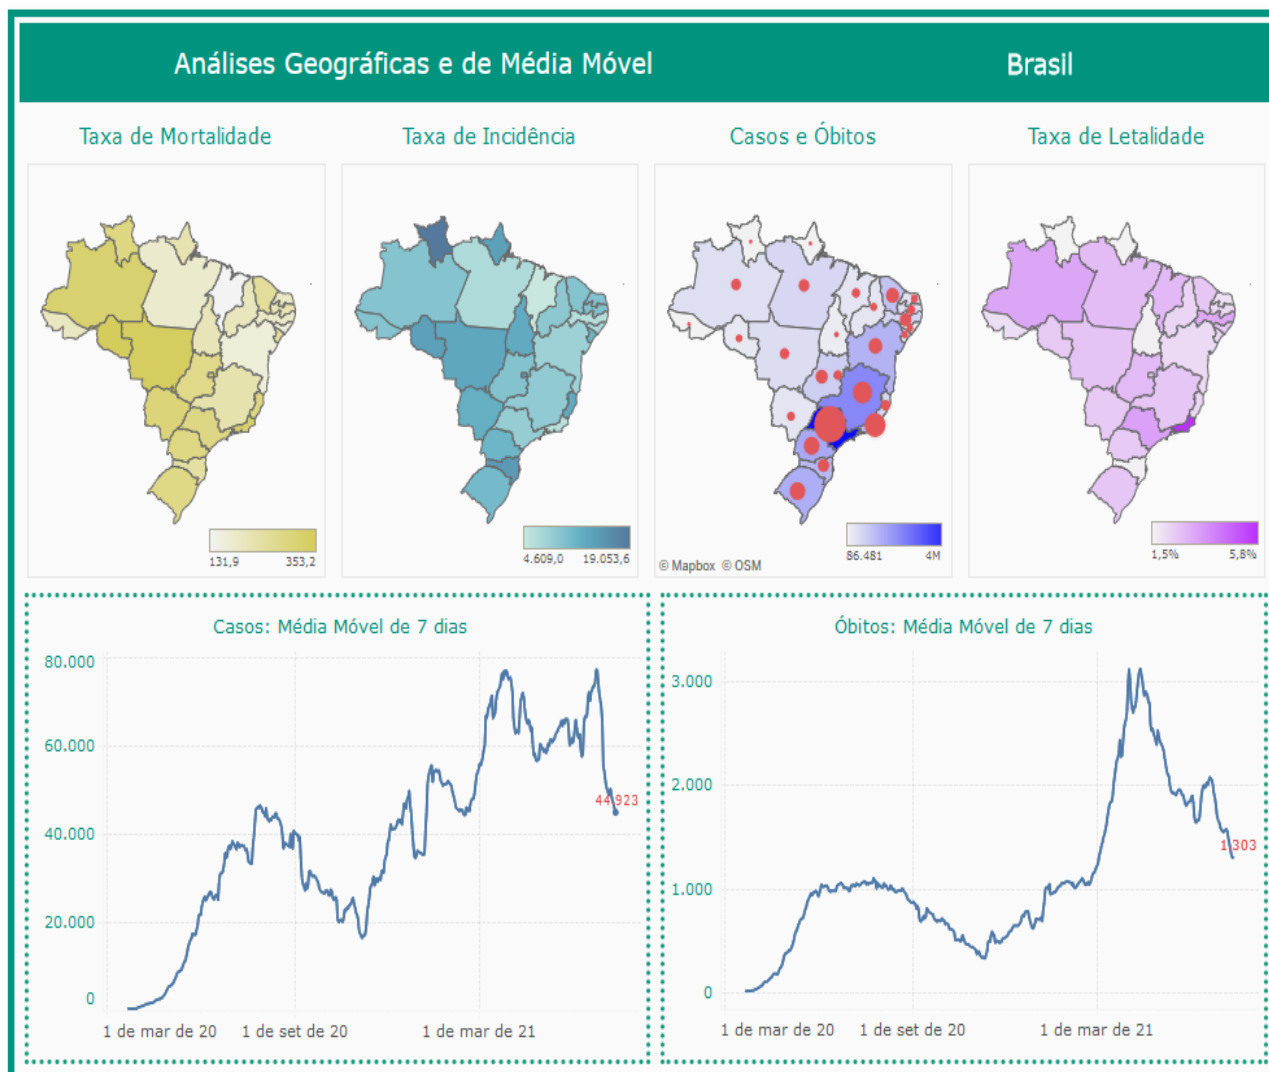 Análises Geográficas e de Média Móvel
Brasil
Taxa de Mortalidade
Taxa de Incidência
Casos e Óbitos
Taxa de Letalidade
131,9 353,2
4.609,0 19.053,6
86.481 4M
© Mapbox © OSM
1,5% 5,8%
Casos: Média Móvel de 7 dias
80.000
60.000
40.000
20.000
0
44.923
1 de mar de 20 1 de set de 20 1 de mar de 21
Óbitos: Média Móvel de 7 dias
3.000
2.000
1.000
0
1.303
1 de mar de 20 1 de set de 20 1 de mar de 21